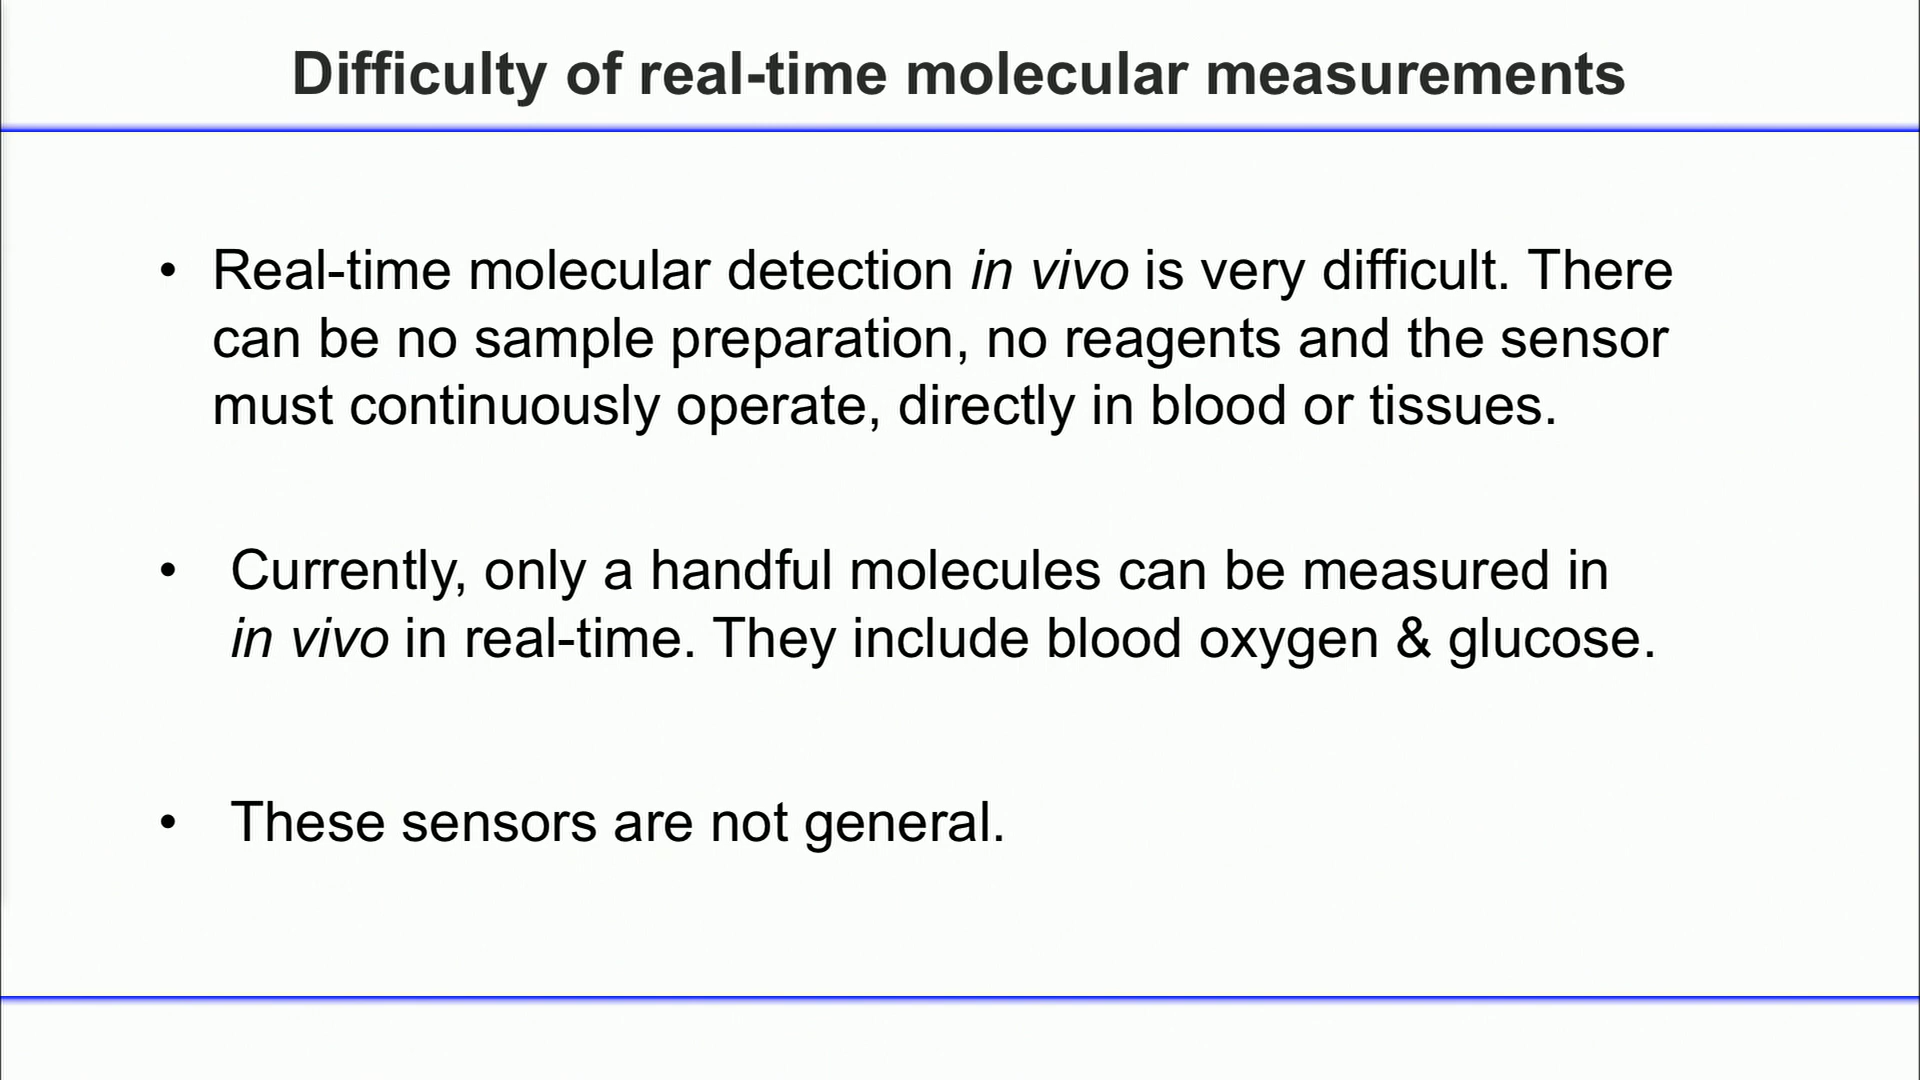 Difficulty of real-time molecular measurements
• Real-time molecular detection in vivo is very difficult. There
can be no sample preparation, no reagents and the sensor
must continuously operate, directly in blood or tissues.
• Currently, only a handful molecules can be measured in
in vivo in real-time. They include blood oxygen & glucose.
• These sensors are not general.